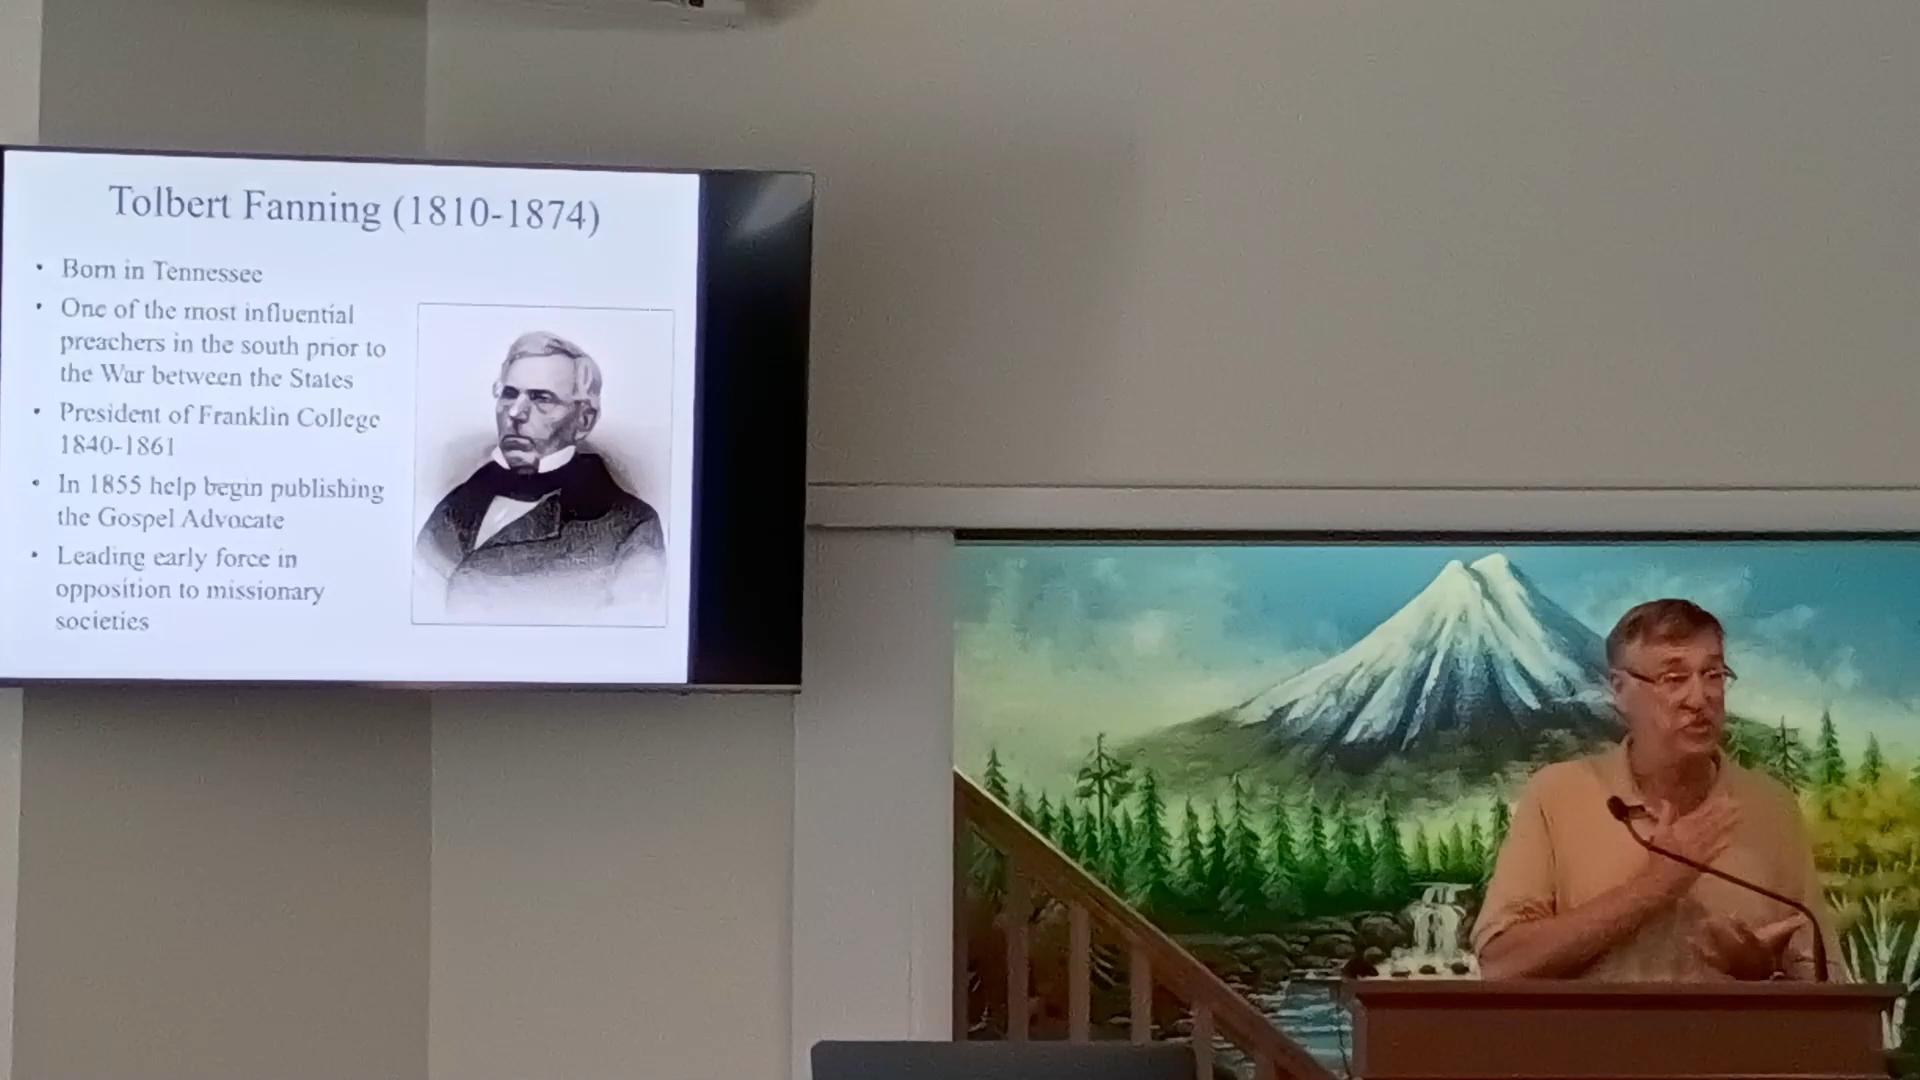 Tolbert Fanning (1810-1874)
• Born in Tennessee
• One of the most influential
preachers in the south prior to
the War between the States
• President of Franklin College
1840-1861
• In 1855 help begin publishing
the Gospel Advocate
• Leading early force in
opposition to missionary
societies